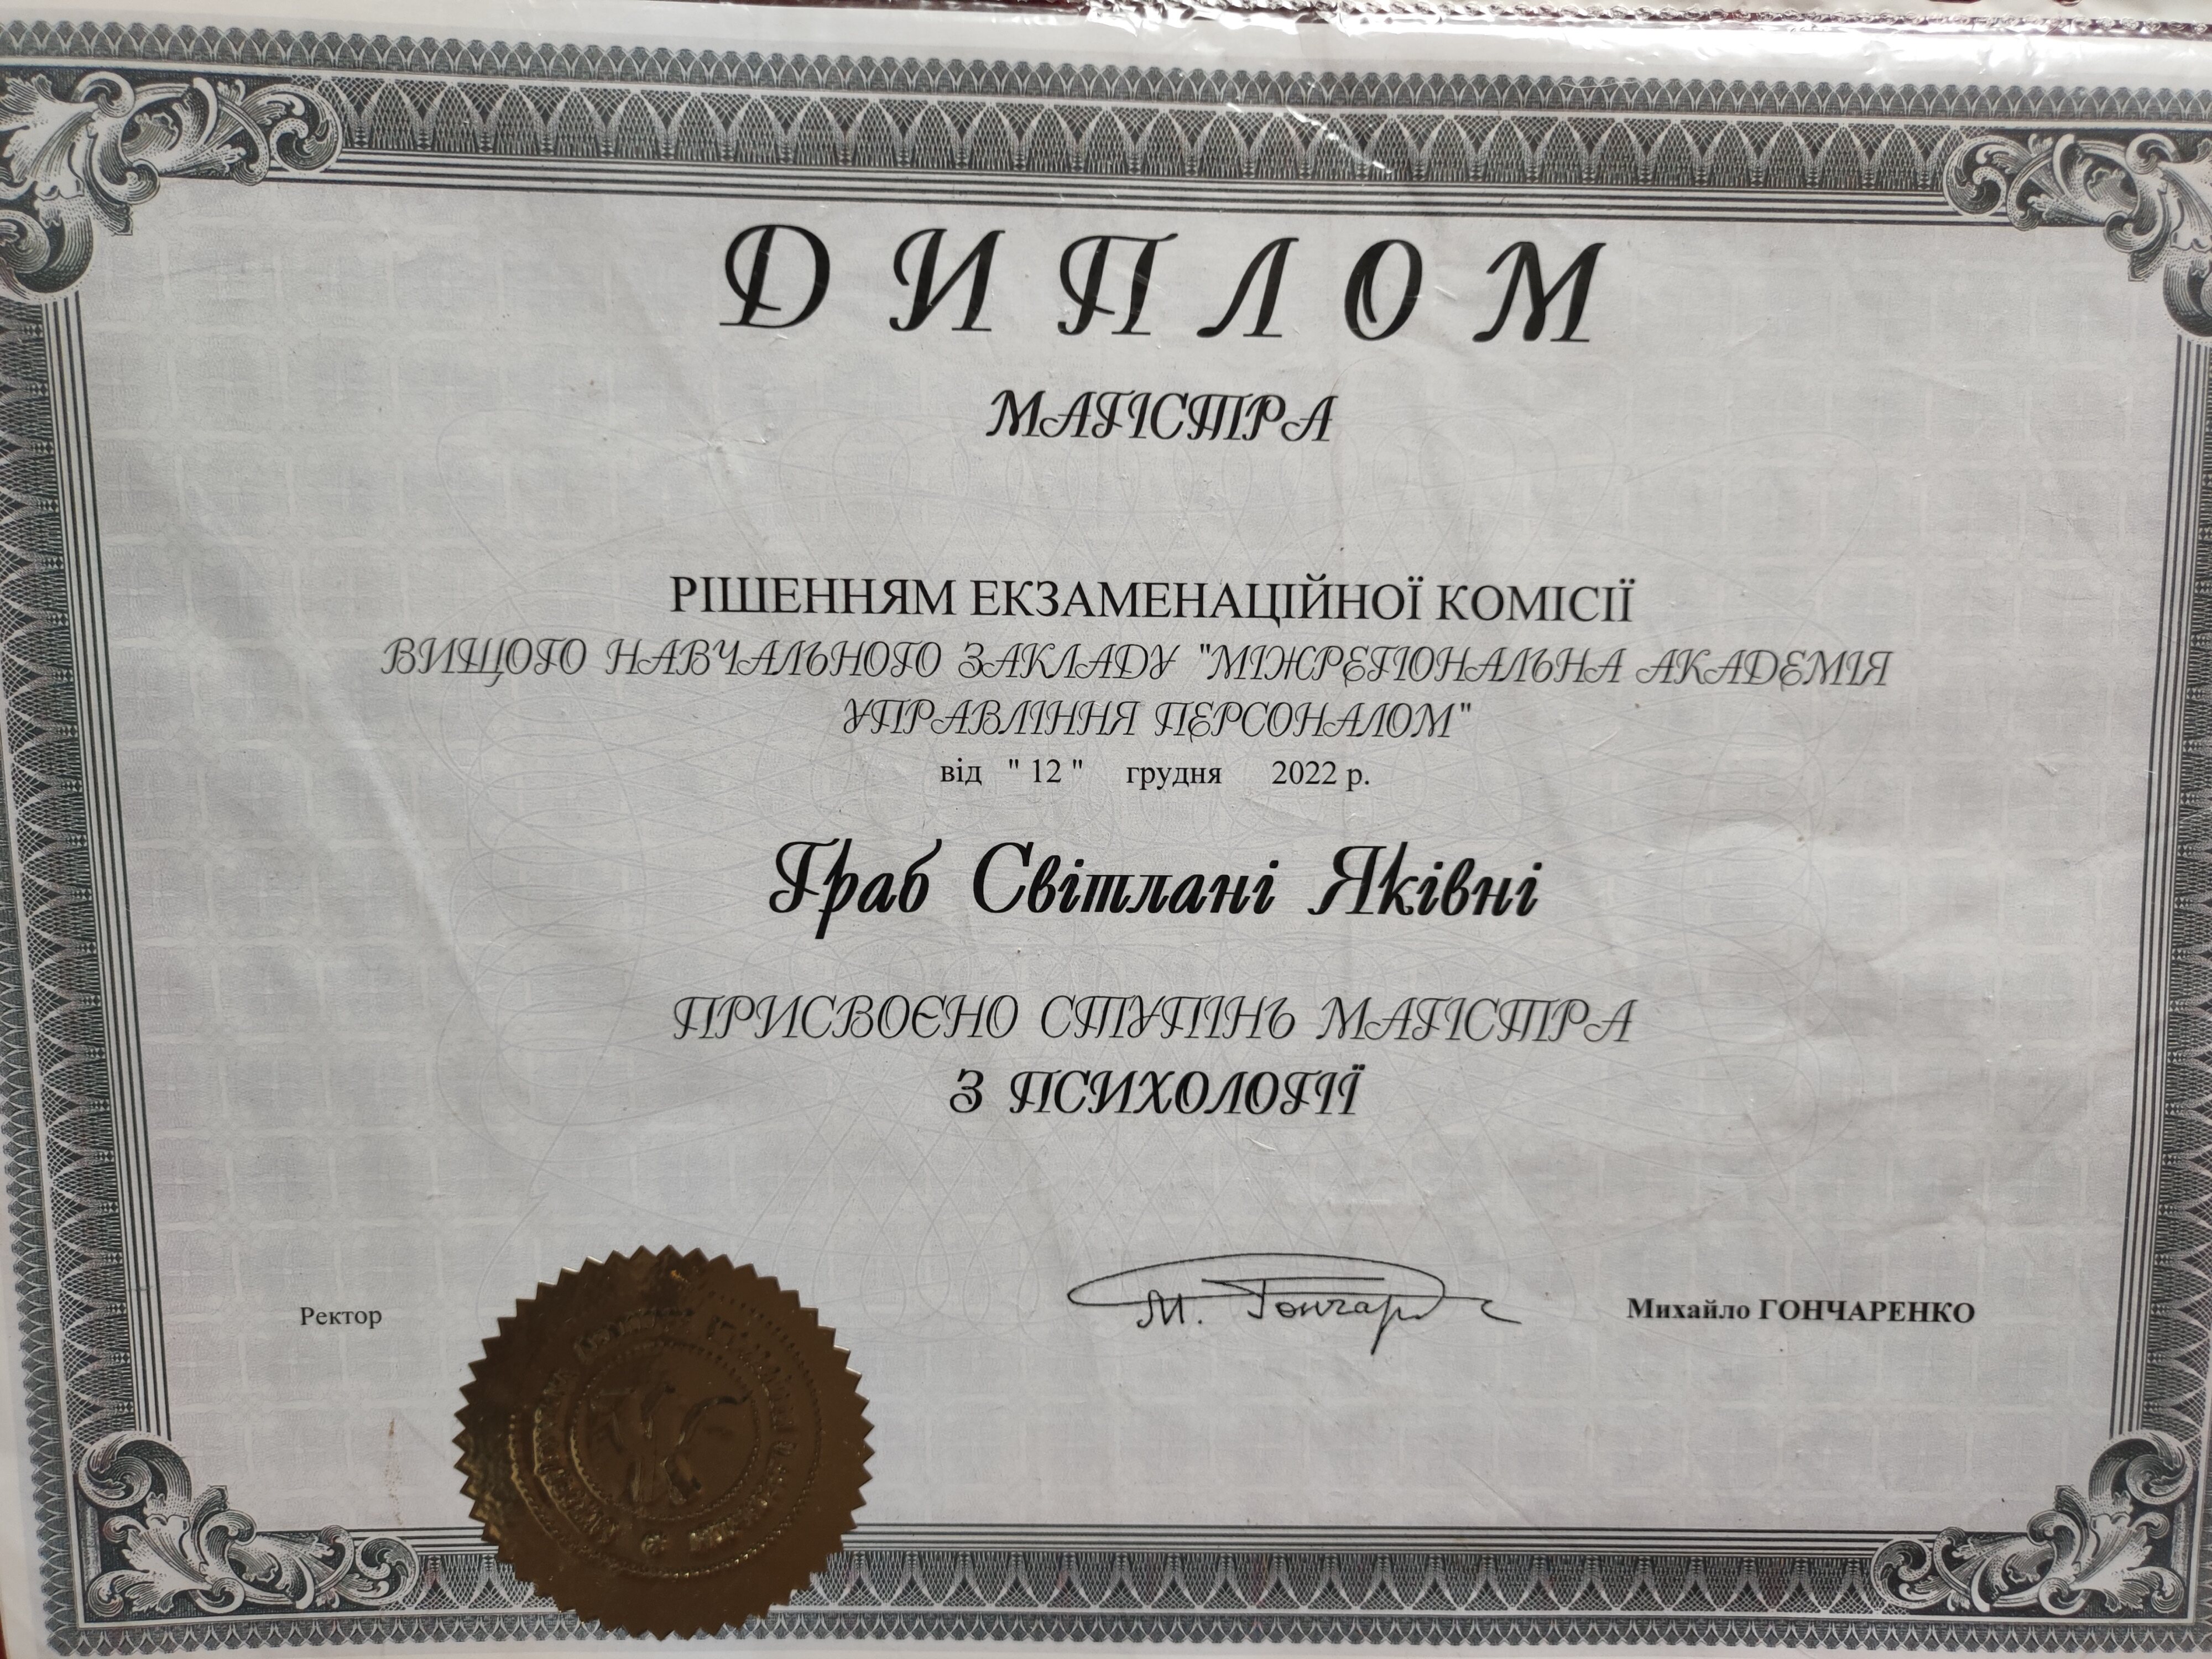 ДИПЛОМ
МАГІСТРА
РІШЕННЯМ ЕКЗАМЕНАЦІЙНОЇ КОМІСІЇ
ВИЩОГО НАВЧАЛЬНОГО ЗАКЛАДУ "МІЖРЕГІОНАЛЬНА АКАДЕМІЯ
УПРАВЛІННЯ ПЕРСОНАЛОМ"
від " 12 " грудня 2022 р.
Граб Світлані Яківні
ПРИСВОЄНО СТУПІНЬ МАГІСТРА
З ПСИХОЛОГІЇ
Ректор
М. Гончар
Михайло ГОНЧАРЕНКО